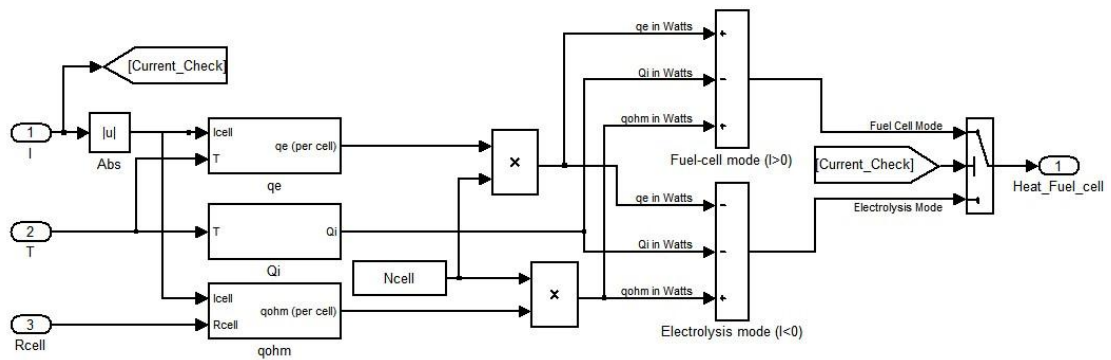 qe in Watts
+
[Current_Check]
Qi in Watts
−
1
I
|u|
Abs
Icell
T
qe (per cell)
qe
×
qohm in Watts
+
Fuel-cell mode (I>0)
Fuel Cell Mode
[Current_Check]
1
Heat_Fuel_cell
Electrolysis Mode
2
T
T
Qi
Qi
qe in Watts
−
Qi in Watts
−
Ncell
×
Icell
Rcell
qohm (per cell)
qohm
qohm in Watts
+
Electrolysis mode (I<0)
3
Rcell